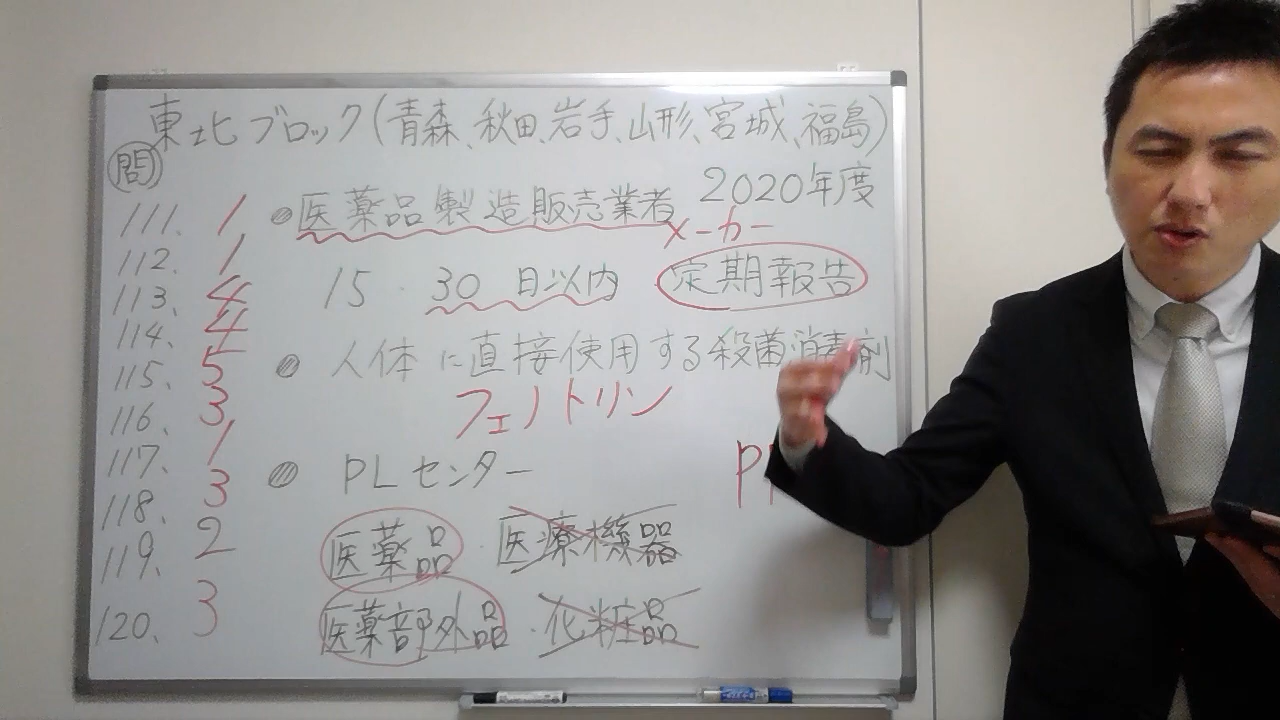 東北ブロック(青森、秋田、岩手、山形、宮城、福島)
2020年度
問
111. 1
112. 1
113. 4
114. 4
115. 5
116. 3
117. 1
118. 3
119. 2
120. 3
医薬品製造販売業者
メーカー
15・30日以内 定期報告
人体に直接使用する殺菌消毒剤
フェノトリン
PLセンター
医薬品・医療機器
医薬部外品・化粧品